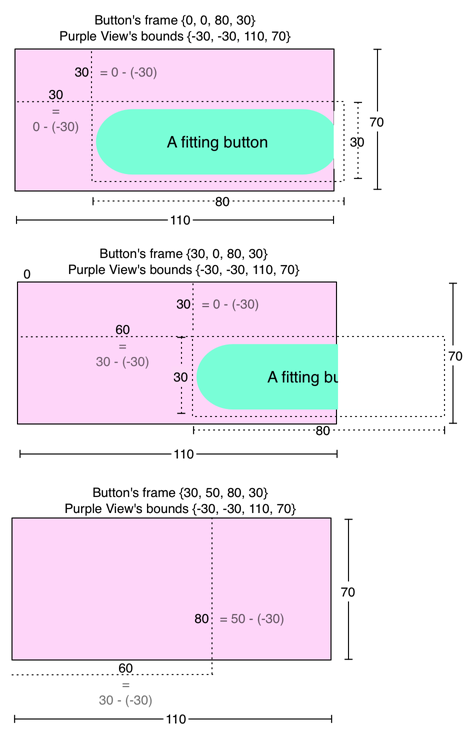 Button's frame {0, 0, 80, 30}
Purple View's bounds {-30, -30, 110, 70}
30 = 0 - (-30)
30
=
0 - (-30)
A fitting button
30
70
80
110
Button's frame {30, 0, 80, 30}
Purple View's bounds {-30, -30, 110, 70}
0
30 = 0 - (-30)
60
=
30 - (-30)
30
A fitting bu
70
80
110
Button's frame {30, 50, 80, 30}
Purple View's bounds {-30, -30, 110, 70}
70
80 = 50 - (-30)
60
=
30 - (-30)
110